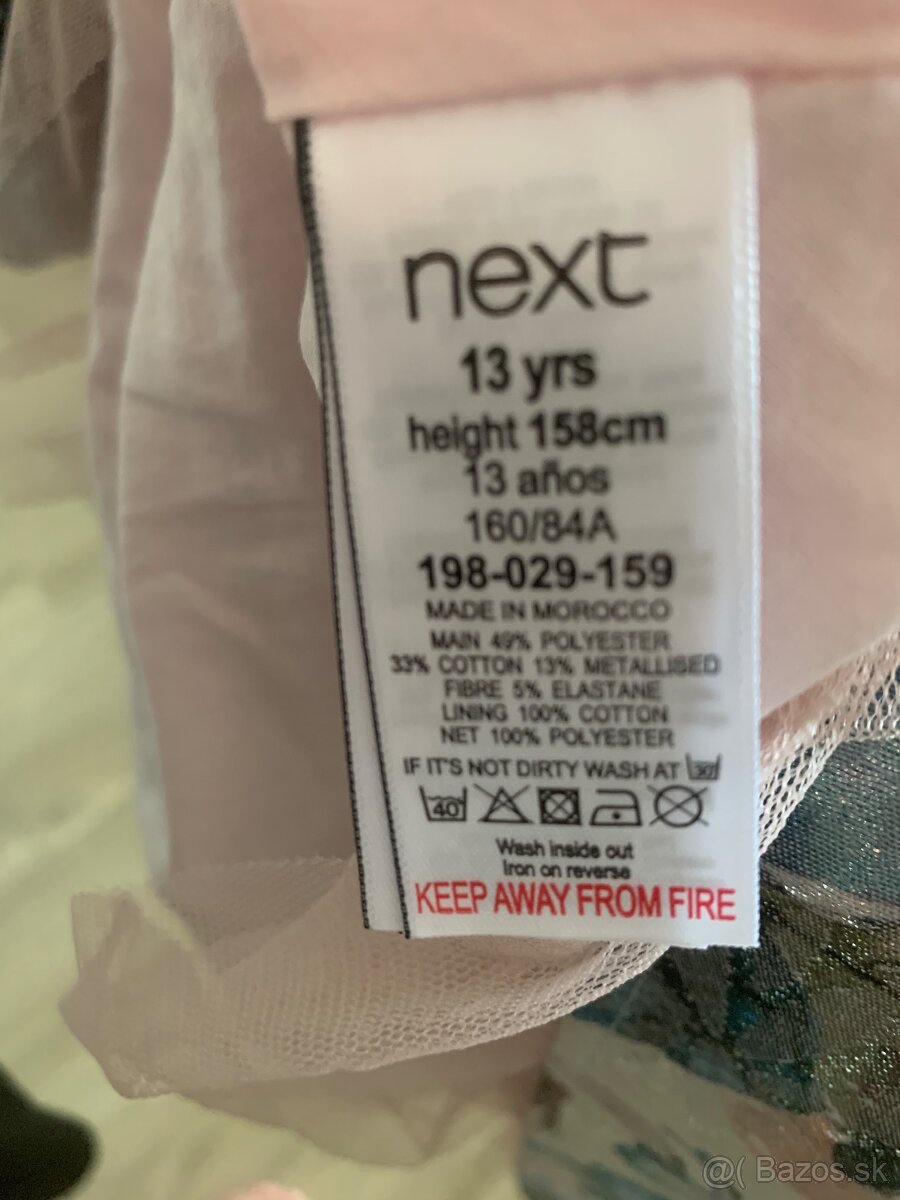 next
13 yrs
height 158cm
13 años
160/84A
198-029-159
MADE IN MOROCCO
MAIN 49% POLYESTER
33% COTTON 13% METALLISED
FIBRE 5% ELASTANE
LINING 100% COTTON
NET 100% POLYESTER
IF IT'S NOT DIRTY WASH AT 30°
40°
Wash inside out
Iron on reverse
KEEP AWAY FROM FIRE
@( Bazos.sk